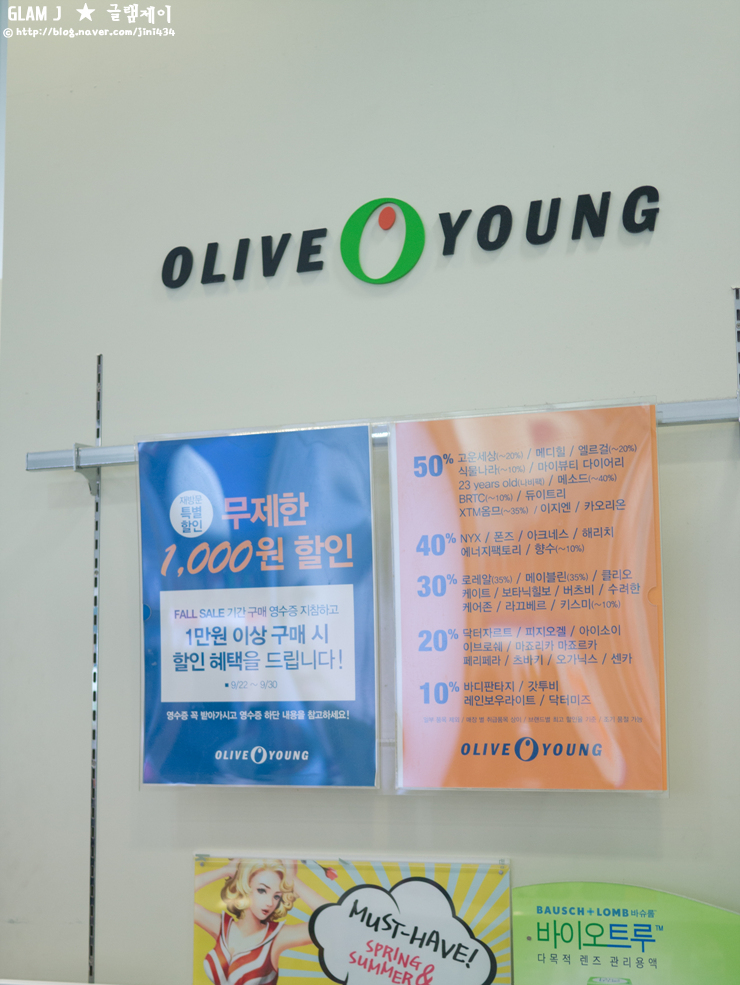 GLAM J ★ 글램제이
© http://blog.naver.com/jini434
OLIVE O YOUNG
재방문
특별
할인
무제한
1,000원 할인
FALL SALE 기간 구매 영수증 지참하고
1만원 이상 구매 시
할인 혜택을 드립니다!
■ 9/22 ~ 9/30
영수증 꼭 받아가시고 영수증 하단 내용을 참고하세요!
OLIVE O YOUNG
50% 고운세상(~20%) / 메디힐 / 엘르걸(~20%)
식물나라(~10%) / 마이뷰티 다이어리
23 years old(나비팩) / 메소드(~40%)
BRTC(~10%) / 듀이트리
XTM옴므(~35%) / 이지엔 / 카오리온
40% NYX / 폰즈 / 아크네스 / 해리치
에너지팩토리 / 향수(~10%)
30% 로레알(35%) / 메이블린(35%) / 클리오
케이트 / 보타닉힐보 / 버츠비 / 수려한
케어존 / 라끄베르 / 키스미(~10%)
20% 닥터자르트 / 피지오겔 / 아이소이
이브로쉐 / 마죠리카 마죠르카
페리페라 / 츠바키 / 오가닉스 / 센카
10% 바디판타지 / 갓투비
레인보우라이트 / 닥터미즈
OLIVE O YOUNG
MUST-HAVE!
SPRING &
SUMMER
BAUSCH + LOMB 바슈롬
바이오트루™
다목적 렌즈 관리용액